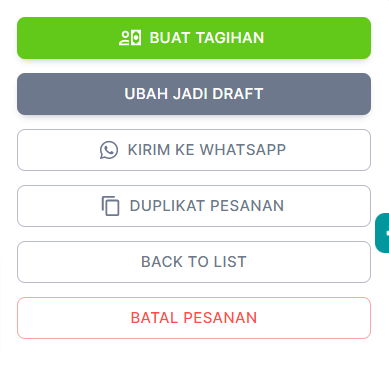 BUAT TAGIHAN
UBAH JADI DRAFT
KIRIM KE WHATSAPP
DUPLIKAT PESANAN
BACK TO LIST
BATAL PESANAN